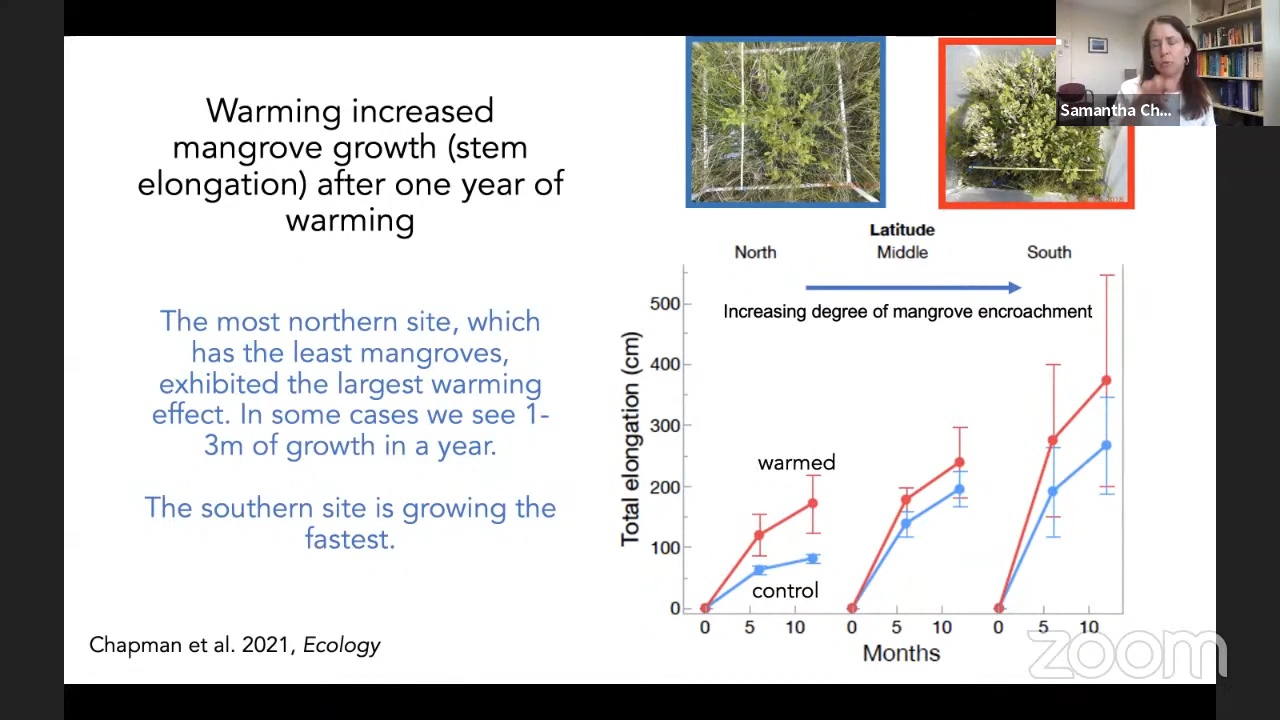 Warming increased
mangrove growth (stem
elongation) after one year of
warming
The most northern site, which
has the least mangroves,
exhibited the largest warming
effect. In some cases we see 1-
3m of growth in a year.
The southern site is growing the
fastest.
Chapman et al. 2021, Ecology
Samantha Ch...
Latitude
North Middle South
Increasing degree of mangrove encroachment
Total elongation (cm)
500
400
300
200
100
0
warmed
control
0 5 10 0 5 10 0 5 10
Months
zoom